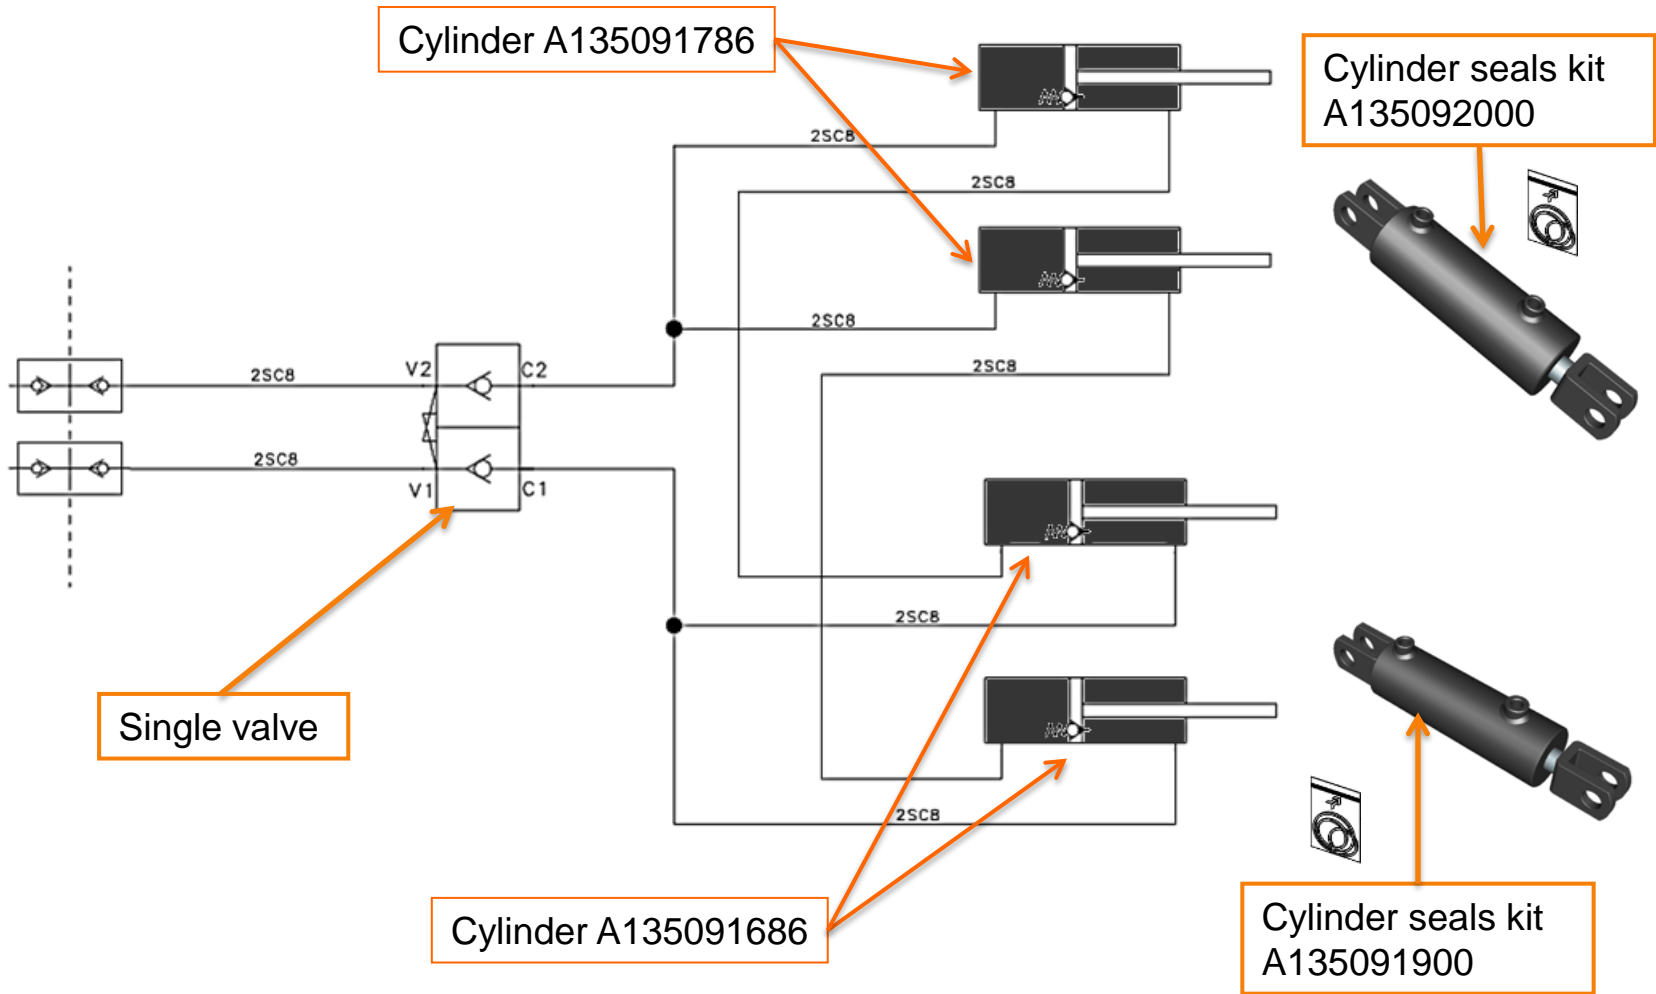 Cylinder A135091786
Cylinder seals kit
A135092000
2SC8
2SC8
2SC8
2SC8
2SC8
V2
C2
2SC8
V1
C1
2SC8
Single valve
2SC8
Cylinder A135091686
Cylinder seals kit
A135091900